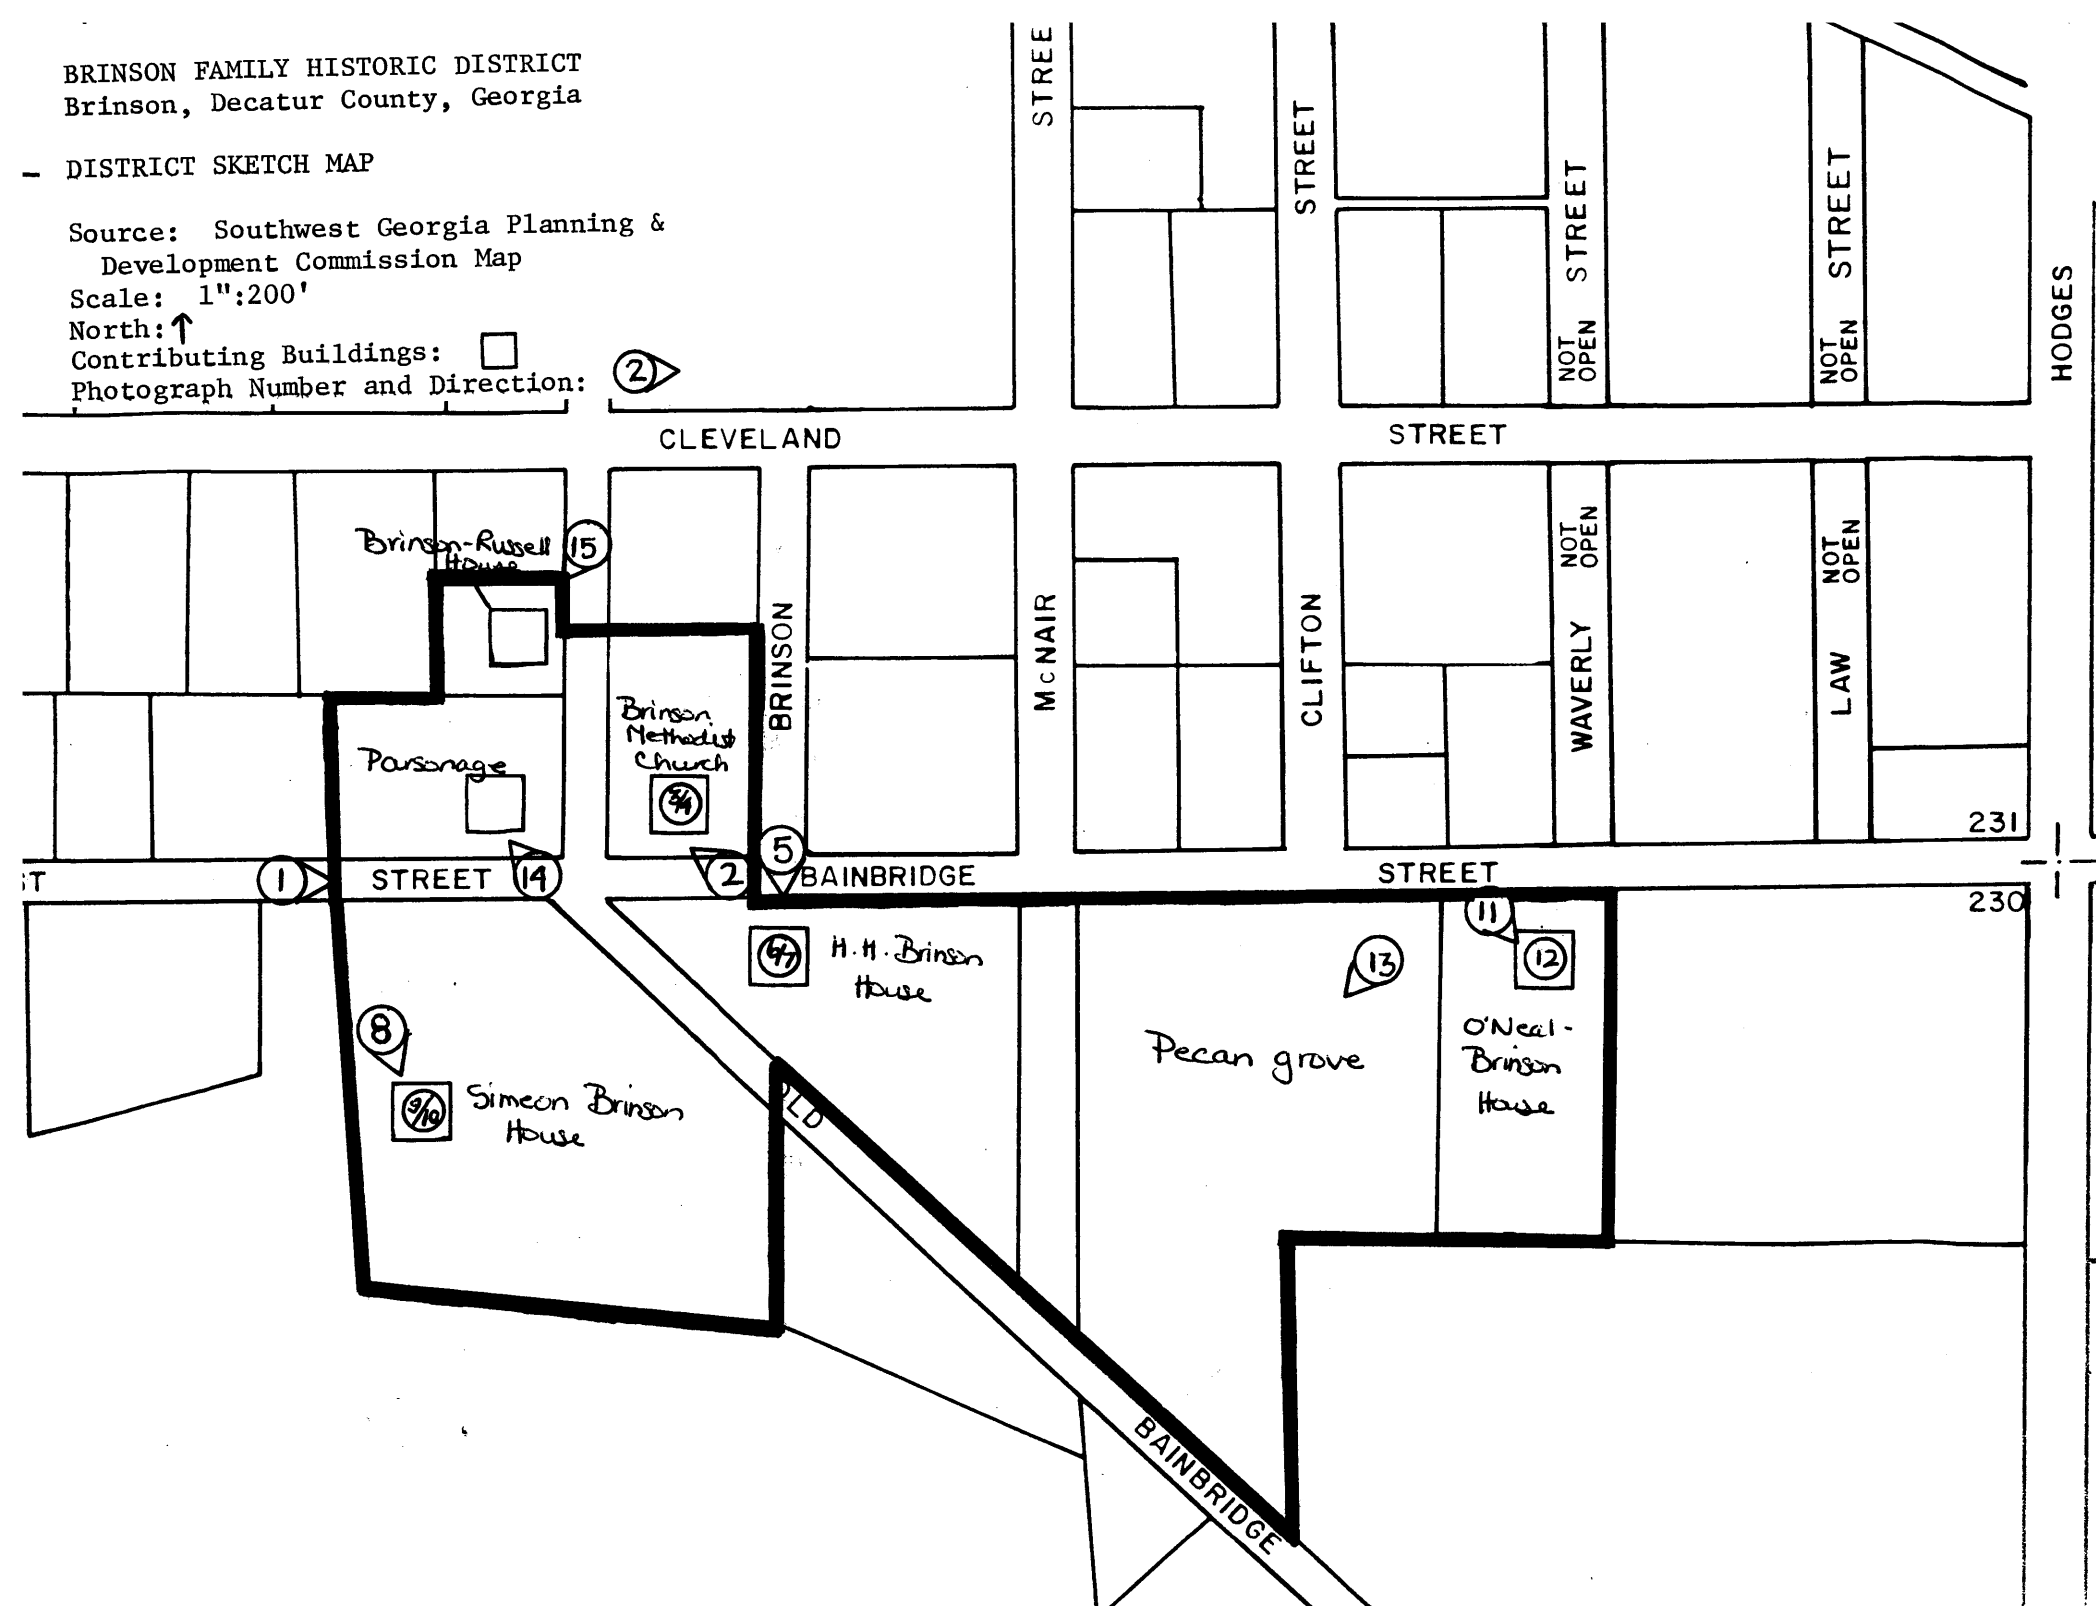 BRINSON FAMILY HISTORIC DISTRICT
Brinson, Decatur County, Georgia
DISTRICT SKETCH MAP
Source: Southwest Georgia Planning &
Development Commission Map
Scale: 1":200'
North:
Contributing Buildings:
Photograph Number and Direction:
2
STREE
STREET
STREET
NOT
OPEN
STREET
NOT
OPEN
HODGES
CLEVELAND
STREET
Brinson-Russell
House
15
BRINSON
McNAIR
CLIFTON
WAVERLY
NOT
OPEN
LAW
NOT
OPEN
Brinson
Methodist
Church
3/4
Parsonage
231
ST
1
STREET
14
2
5
BAINBRIDGE
STREET
230
6/7
H.H. Brinson
House
11
12
13
O'Neal-
Brinson
House
Pecan grove
8
9/10
Simeon Brinson
House
OLD
BAINBRIDGE